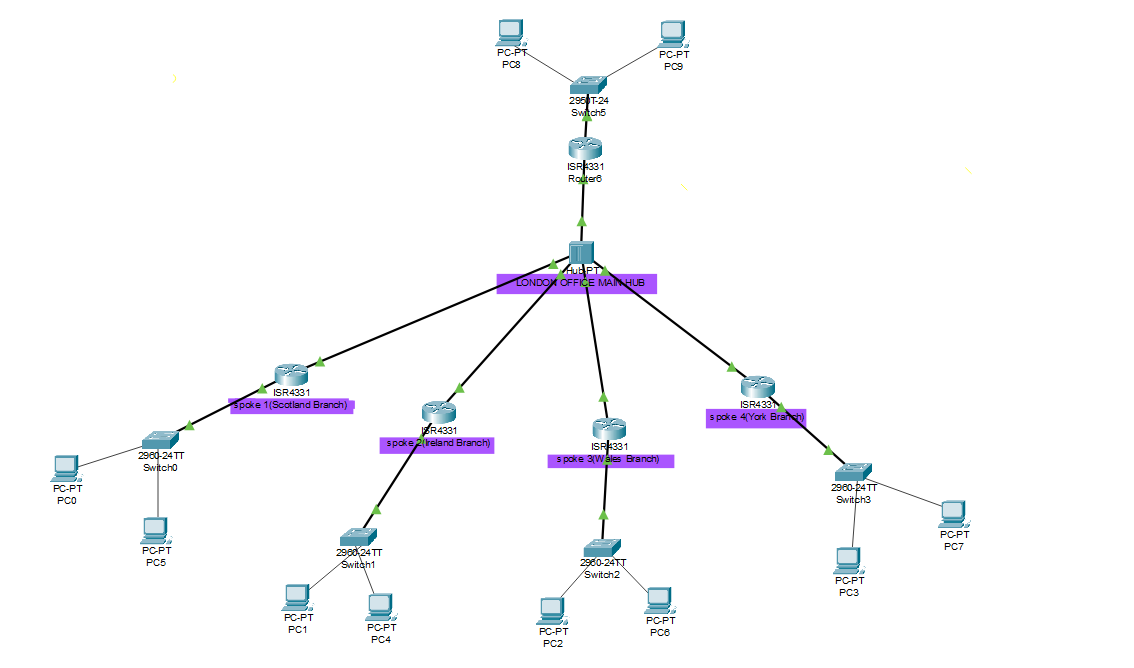 PC-PT
PC8
PC-PT
PC9
2950T-24
Switch5
ISR4331
Router6
Hub-PT
LONDON OFFICE MAIN HUB
ISR4331
spoke 1(Scotland Branch)
ISR4331
spoke 2(Ireland Branch)
ISR4331
spoke 3(Wales Branch)
ISR4331
spoke 4(York Branch)
2960-24TT
Switch0
PC-PT
PC0
PC-PT
PC5
2960-24TT
Switch1
PC-PT
PC1
PC-PT
PC4
2960-24TT
Switch2
PC-PT
PC2
PC-PT
PC6
2960-24TT
Switch3
PC-PT
PC3
PC-PT
PC7